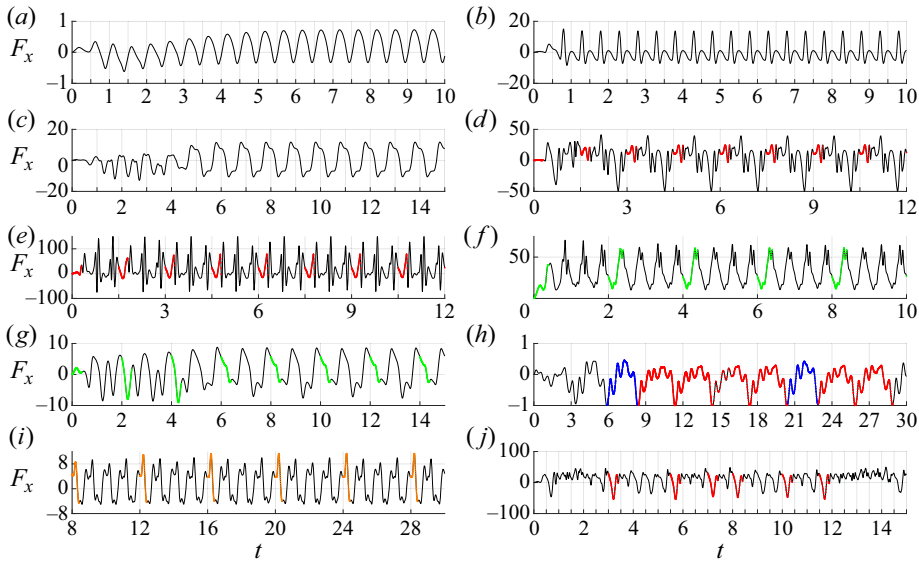 (a) (b)
1 20
F_x 0 0
–1 –20
0 1 2 3 4 5 6 7 8 9 10 0 1 2 3 4 5 6 7 8 9 10
(c) (d)
20 50
F_x 0 0
–20 –50
0 2 4 6 8 10 12 14 3 6 9 12
(e) (f)
100 50
F_x 0
–100
0 3 6 9 12 0 2 4 6 8 10
(g) (h)
10 1
F_x 0 0
–10 –1
0 2 4 6 8 10 12 14 0 3 6 9 12 15 18 21 24 27 30
(i) (j)
8 100
F_x 0 0
–8 –100
8 12 16 20 24 28 0 2 4 6 8 10 12 14
t t